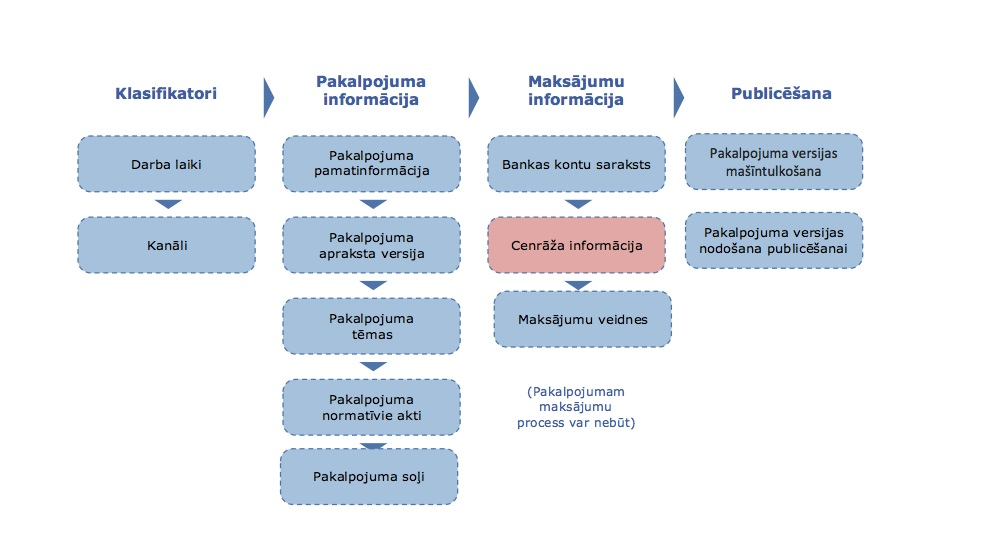 Klasifikatori
Pakalpojuma
informācija
Maksājumu
informācija
Publicēšana
Darba laiki
Kanāli
Pakalpojuma
pamatinformācija
Pakalpojuma
apraksta versija
Pakalpojuma
tēmas
Pakalpojuma
normatīvie akti
Pakalpojuma soļi
Bankas kontu saraksts
Cenrāža informācija
Maksājumu veidnes
(Pakalpojumam
maksājumu
process var nebūt)
Pakalpojuma versijas
mašīntulkošana
Pakalpojuma versijas
nodošana publicēšanai